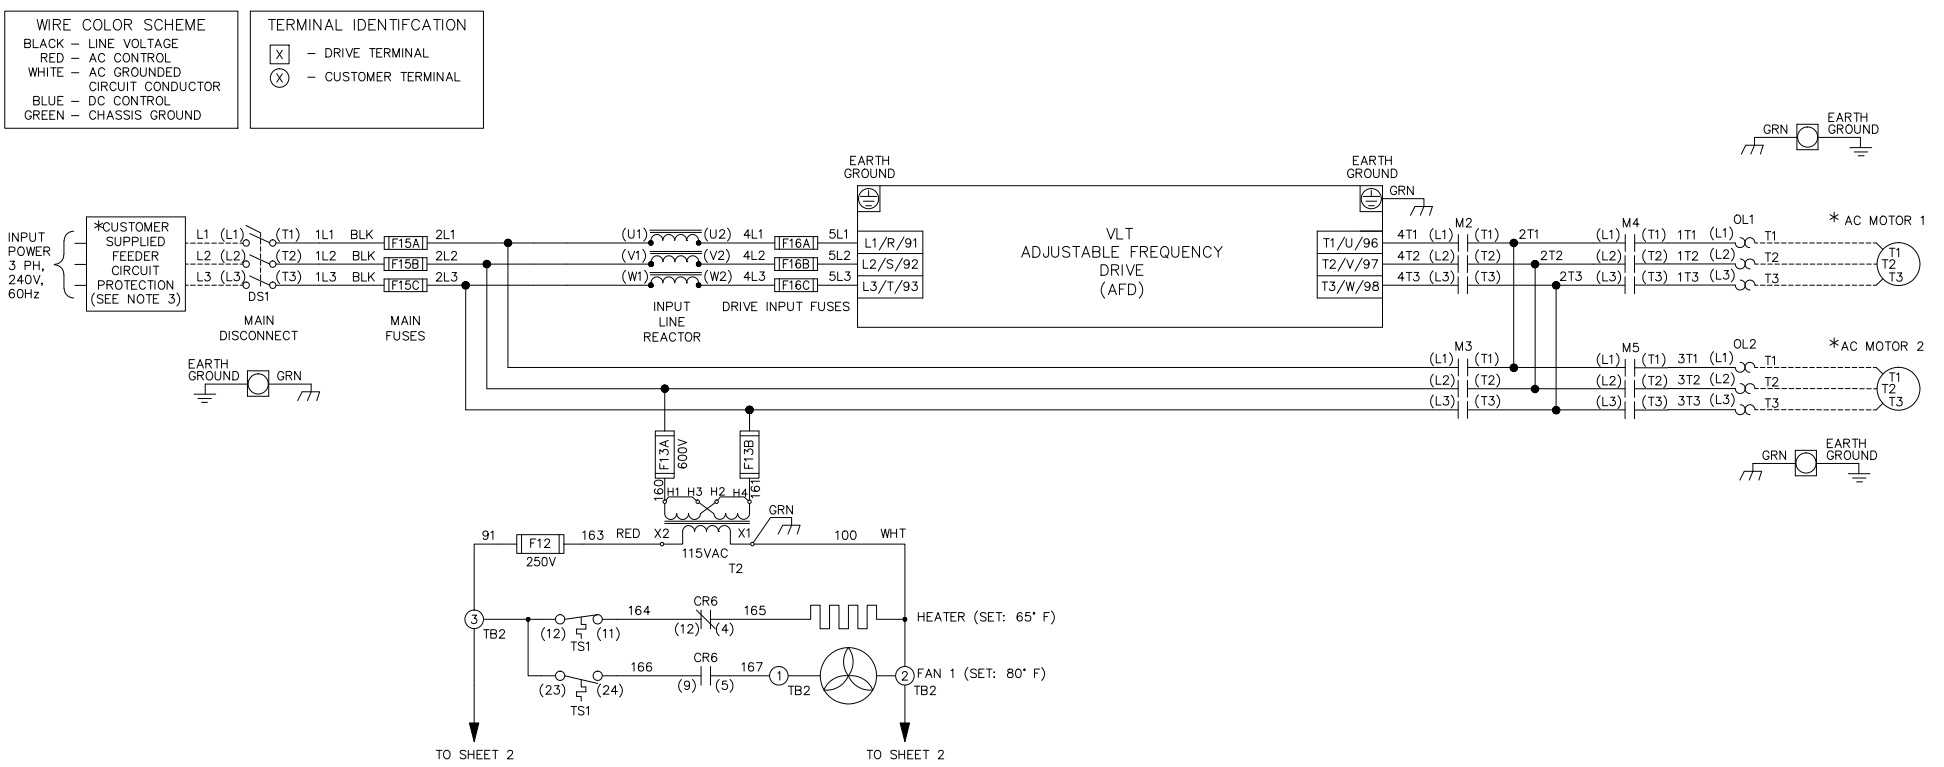 WIRE COLOR SCHEME
BLACK – LINE VOLTAGE
RED – AC CONTROL
WHITE – AC GROUNDED
CIRCUIT CONDUCTOR
BLUE – DC CONTROL
GREEN – CHASSIS GROUND
TERMINAL IDENTIFCATION
X – DRIVE TERMINAL
X – CUSTOMER TERMINAL
GRN
EARTH
GROUND
EARTH
GROUND
EARTH
GROUND
GRN
INPUT
POWER
3 PH,
240V,
60Hz
*CUSTOMER
SUPPLIED
FEEDER
CIRCUIT
PROTECTION
(SEE NOTE 3)
L1 (L1) (T1) 1L1 BLK F15A 2L1
L2 (L2) (T2) 1L2 BLK F15B 2L2
L3 (L3) (T3) 1L3 BLK F15C 2L3
DS1
MAIN
DISCONNECT
MAIN
FUSES
(U1) (U2) 4L1 F16A 5L1 L1/R/91
(V1) (V2) 4L2 F16B 5L2 L2/S/92
(W1) (W2) 4L3 F16C 5L3 L3/T/93
INPUT
LINE
REACTOR
DRIVE INPUT FUSES
VLT
ADJUSTABLE FREQUENCY
DRIVE
(AFD)
M2 M4 OL1 * AC MOTOR 1
T1/U/96 4T1 (L1) (T1) 2T1 (L1) (T1) 1T1 (L1) T1
T2/V/97 4T2 (L2) (T2) 2T2 (L2) (T2) 1T2 (L2) T2
T3/W/98 4T3 (L3) (T3) 2T3 (L3) (T3) 1T3 (L3) T3
T1
T2
T3
M3 M5 OL2 *AC MOTOR 2
(L1) (T1) (L1) (T1) 3T1 (L1) T1
(L2) (T2) (L2) (T2) 3T2 (L2) T2
(L3) (T3) (L3) (T3) 3T3 (L3) T3
T1
T2
T3
EARTH
GROUND GRN
GRN
EARTH
GROUND
F13A
600V
F13B
160
161
H1 H3 H2 H4
GRN
91 F12 163 RED X2 X1 100 WHT
250V
115VAC
T2
3
TB2
(12) (11)
TS1
164
CR6
(12) (4)
165
HEATER (SET: 65° F)
(23) (24)
TS1
166
CR6
(9) (5)
167
1
TB2
2
TB2
FAN 1 (SET: 80° F)
TO SHEET 2
TO SHEET 2